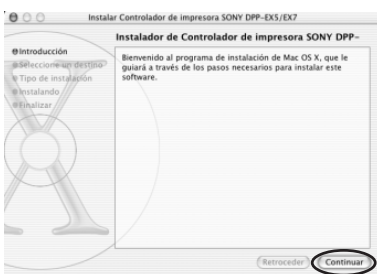 Instalar Controlador de impresora SONY DPP-EX5/EX7
Instalador de Controlador de impresora SONY DPP-
Introducción
Seleccione un destino
Tipo de instalación
Instalando
Finalizar
Bienvenido al programa de instalación de Mac OS X, que le
guiará a través de los pasos necesarios para instalar este
software.
Retroceder
Continuar